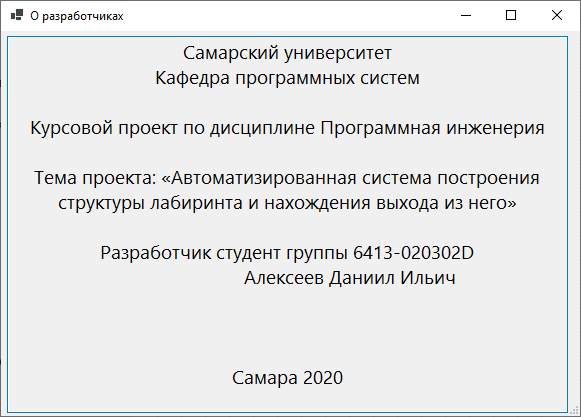 О разработчиках
Самарский университет
Кафедра программных систем
Курсовой проект по дисциплине Программная инженерия
Тема проекта: «Автоматизированная система построения
структуры лабиринта и нахождения выхода из него»
Разработчик студент группы 6413-020302D
Алексеев Даниил Ильич
Самара 2020